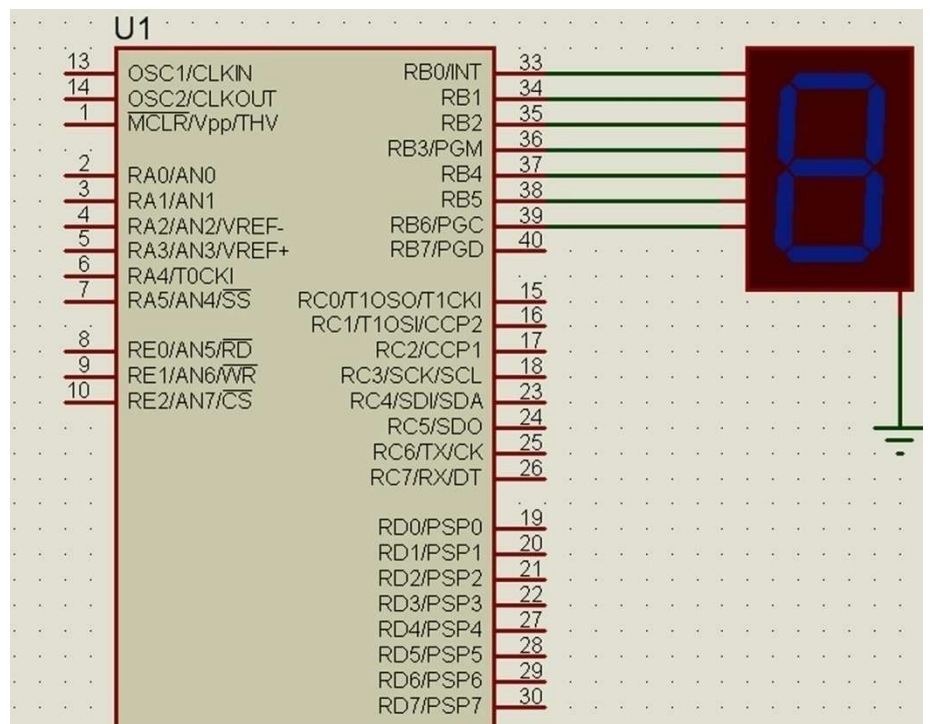 U1
13 OSC1/CLKIN RB0/INT 33
14 OSC2/CLKOUT RB1 34
1 MCLR/Vpp/THV RB2 35
RB3/PGM 36
2 RA0/AN0 RB4 37
3 RA1/AN1 RB5 38
4 RA2/AN2/VREF- RB6/PGC 39
5 RA3/AN3/VREF+ RB7/PGD 40
6 RA4/T0CKI
7 RA5/AN4/SS RC0/T1OSO/T1CKI 15
RC1/T1OSI/CCP2 16
8 RE0/AN5/RD RC2/CCP1 17
9 RE1/AN6/WR RC3/SCK/SCL 18
10 RE2/AN7/CS RC4/SDI/SDA 23
RC5/SDO 24
RC6/TX/CK 25
RC7/RX/DT 26
RD0/PSP0 19
RD1/PSP1 20
RD2/PSP2 21
RD3/PSP3 22
RD4/PSP4 27
RD5/PSP5 28
RD6/PSP6 29
RD7/PSP7 30